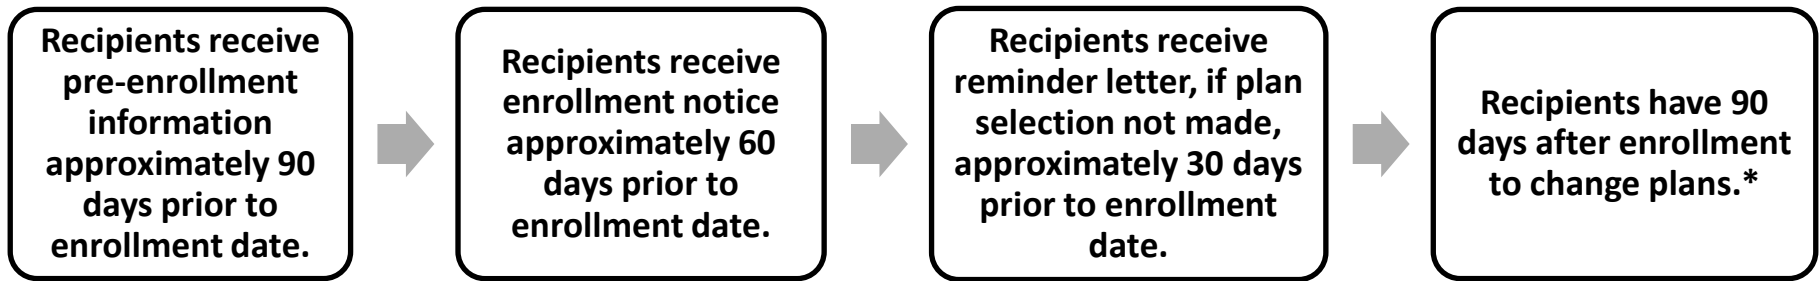 Recipients receive
pre-enrollment
information
approximately 90
days prior to
enrollment date.
Recipients receive
enrollment notice
approximately 60
days prior to
enrollment date.
Recipients receive
reminder letter, if plan
selection not made,
approximately 30 days
prior to enrollment
date.
Recipients have 90
days after enrollment
to change plans.*